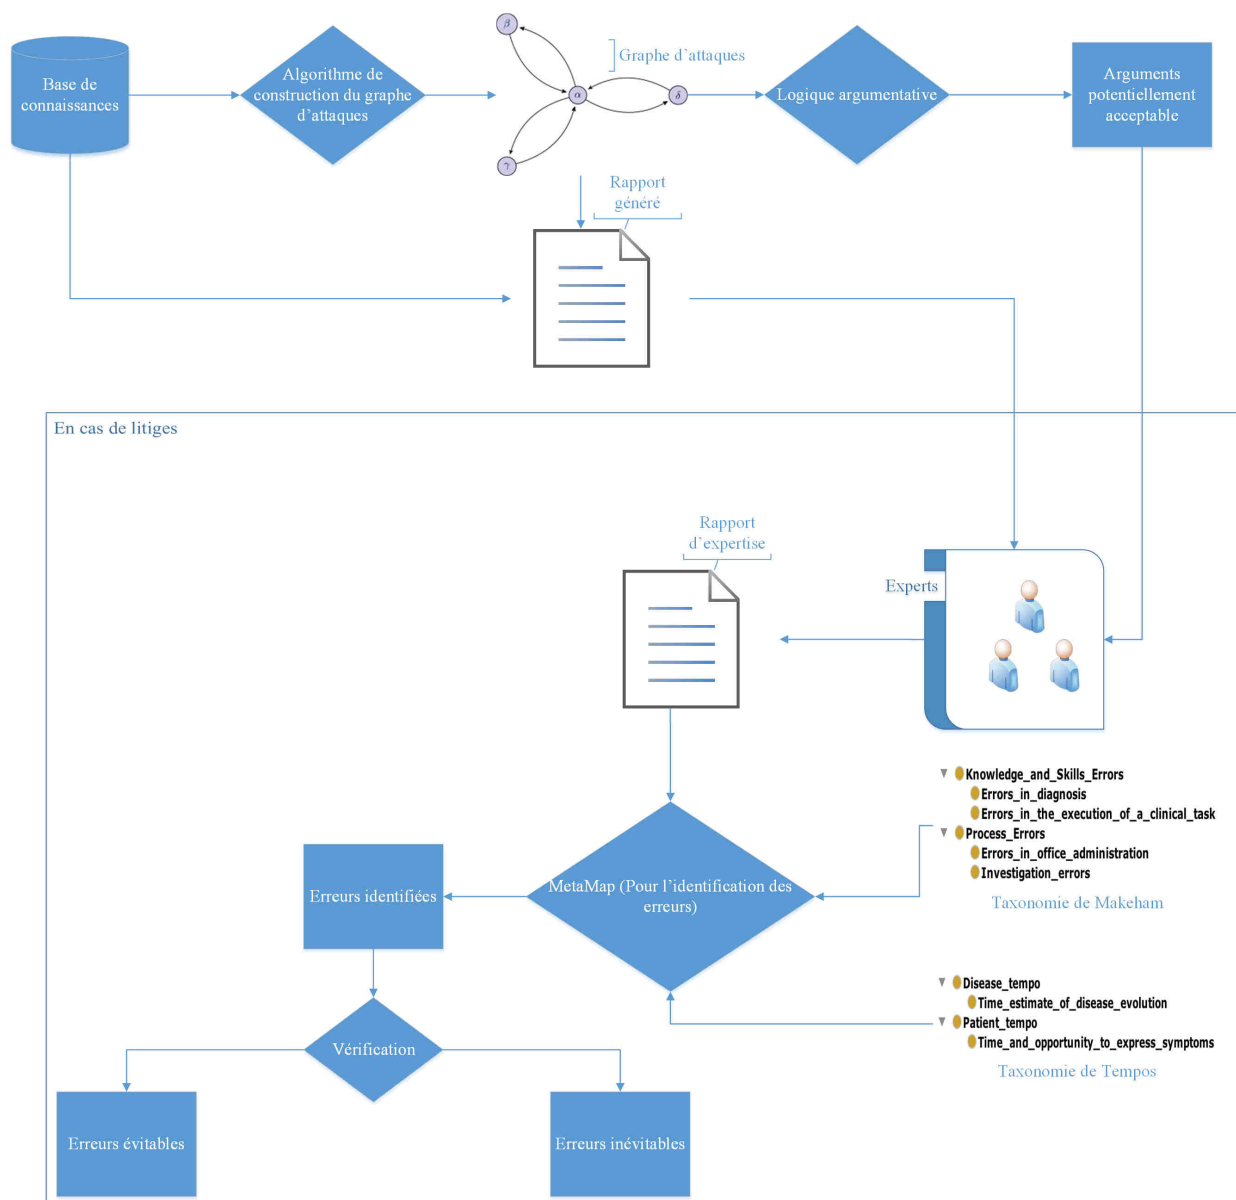 Base de
connaissances
Algorithme de
construction du graphe
d'attaques
β
α
δ
γ
Graphe d'attaques
Logique argumentative
Arguments
potentiellement
acceptable
Rapport
généré
En cas de litiges
Rapport
d'expertise
Experts
Knowledge_and_Skills_Errors
Errors_in_diagnosis
Errors_in_the_execution_of_a_clinical_task
Process_Errors
Errors_in_office_administration
Investigation_errors
Taxonomie de Makeham
MetaMap (Pour l'identification des
erreurs)
Erreurs identifiées
Disease_tempo
Time_estimate_of_disease_evolution
Patient_tempo
Time_and_opportunity_to_express_symptoms
Taxonomie de Tempos
Vérification
Erreurs évitables
Erreurs inévitables